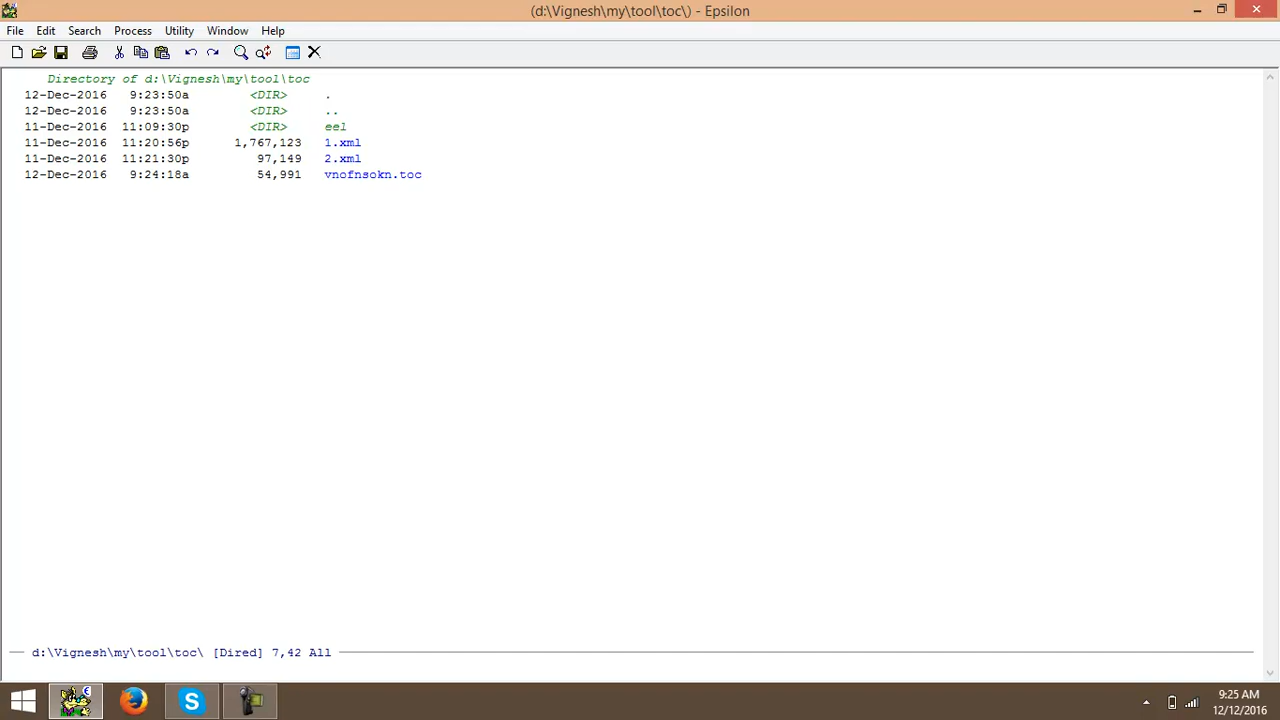 (d:\Vignesh\my\tool\toc\) - Epsilon
File Edit Search Process Utility Window Help
Directory of d:\Vignesh\my\tool\toc
12-Dec-2016 9:23:50a <DIR> .
12-Dec-2016 9:23:50a <DIR> ..
11-Dec-2016 11:09:30p <DIR> eel
11-Dec-2016 11:20:56p 1,767,123 1.xml
11-Dec-2016 11:21:30p 97,149 2.xml
12-Dec-2016 9:24:18a 54,991 vnofnsokn.toc
d:\Vignesh\my\tool\toc\ [Dired] 7,42 All
9:25 AM
12/12/2016